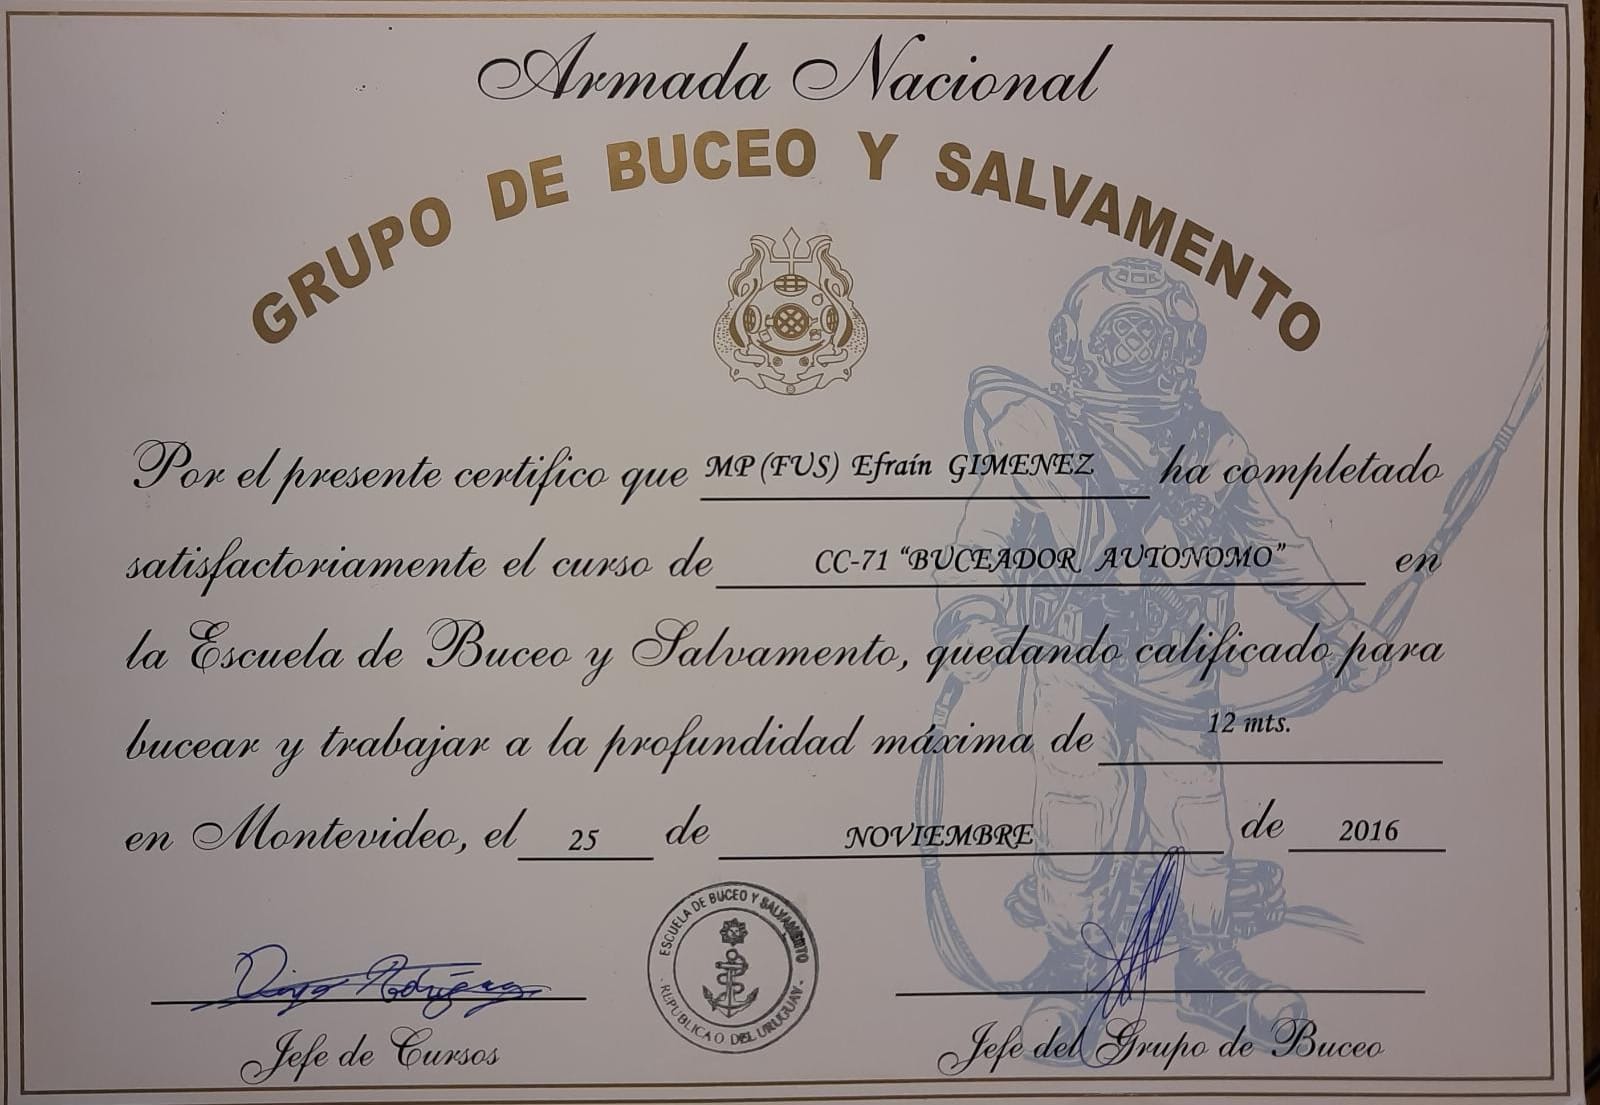 Armada Nacional
GRUPO DE BUCEO Y SALVAMENTO
Por el presente certifico que MP (FUS) Efraín GIMENEZ ha completado
satisfactoriamente el curso de CC-71 “BUCEADOR AUTONOMO” en
la Escuela de Buceo y Salvamento, quedando calificado para
bucear y trabajar a la profundidad máxima de 12 mts.
en Montevideo, el 25 de NOVIEMBRE de 2016
ESCUELA DE BUCEO Y SALVAMENTO
REPUBLICA O DEL URUGUAY
Jefe de Cursos
Jefe del Grupo de Buceo